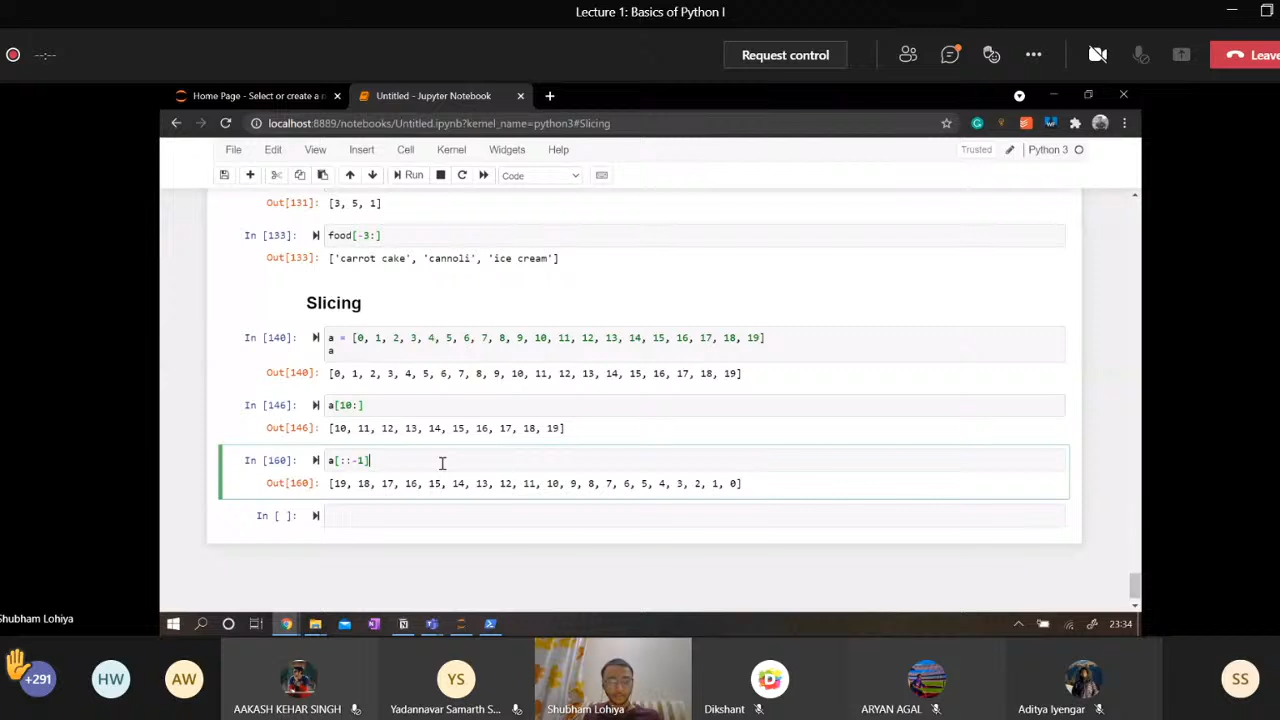 Lecture 1: Basics of Python I
--:--
Request control
Leave
Home Page - Select or create a n
Untitled - Jupyter Notebook
localhost:8889/notebooks/Untitled.ipynb?kernel_name=python3#Slicing
File Edit View Insert Cell Kernel Widgets Help
Trusted
Python 3
Run
Code
Out[131]: [3, 5, 1]
In [133]: food[-3:]
Out[133]: ['carrot cake', 'cannoli', 'ice cream']
Slicing
In [140]: a = [0, 1, 2, 3, 4, 5, 6, 7, 8, 9, 10, 11, 12, 13, 14, 15, 16, 17, 18, 19]
a
Out[140]: [0, 1, 2, 3, 4, 5, 6, 7, 8, 9, 10, 11, 12, 13, 14, 15, 16, 17, 18, 19]
In [146]: a[10:]
Out[146]: [10, 11, 12, 13, 14, 15, 16, 17, 18, 19]
In [160]: a[::-1]
Out[160]: [19, 18, 17, 16, 15, 14, 13, 12, 11, 10, 9, 8, 7, 6, 5, 4, 3, 2, 1, 0]
In [ ]:
Shubham Lohiya
23:34
+291
HW
AW
AAKASH KEHAR SINGH
YS
Yadannavar Samarth S...
Shubham Lohiya
Dikshant
ARYAN AGAL
Aditya Iyengar
SS